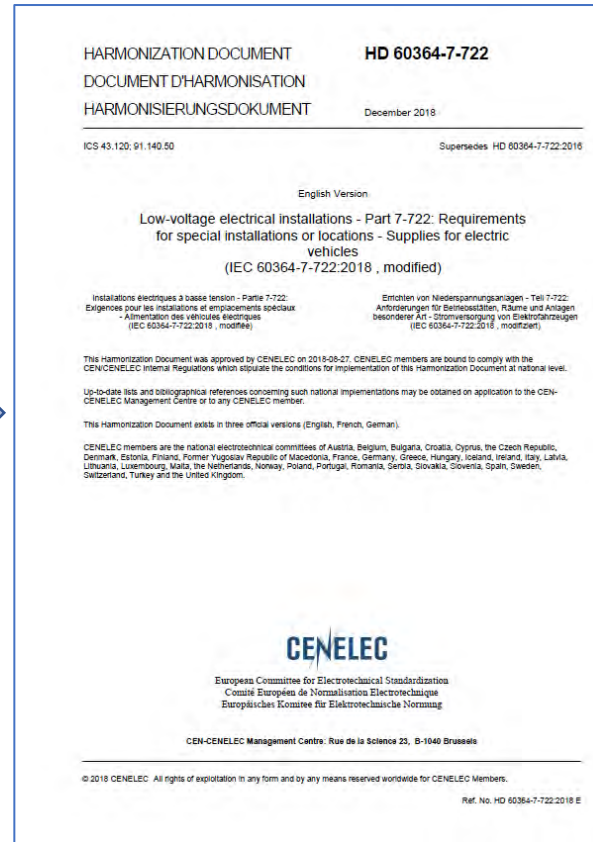 HARMONIZATION DOCUMENT
DOCUMENT D'HARMONISATION
HARMONISIERUNGSDOKUMENT
HD 60364-7-722
December 2018
ICS 43.120; 91.140.50
Supersedes HD 60364-7-722:2016
English Version
Low-voltage electrical installations - Part 7-722: Requirements
for special installations or locations - Supplies for electric
vehicles
(IEC 60364-7-722:2018 , modified)
Installations électriques à basse tension - Partie 7-722:
Exigences pour les installations et emplacements spéciaux
- Alimentation des véhicules électriques
(IEC 60364-7-722:2018 , modifiée)
Errichten von Niederspannungsanlagen - Teil 7-722:
Anforderungen für Betriebsstätten, Räume und Anlagen
besonderer Art - Stromversorgung von Elektrofahrzeugen
(IEC 60364-7-722:2018 , modifiziert)
This Harmonization Document was approved by CENELEC on 2018-08-27. CENELEC members are bound to comply with the
CEN/CENELEC Internal Regulations which stipulate the conditions for implementation of this Harmonization Document at national level.
Up-to-date lists and bibliographical references concerning such national implementations may be obtained on application to the CEN-
CENELEC Management Centre or to any CENELEC member.
This Harmonization Document exists in three official versions (English, French, German).
CENELEC members are the national electrotechnical committees of Austria, Belgium, Bulgaria, Croatia, Cyprus, the Czech Republic,
Denmark, Estonia, Finland, Former Yugoslav Republic of Macedonia, France, Germany, Greece, Hungary, Iceland, Ireland, Italy, Latvia,
Lithuania, Luxembourg, Malta, the Netherlands, Norway, Poland, Portugal, Romania, Serbia, Slovakia, Slovenia, Spain, Sweden,
Switzerland, Turkey and the United Kingdom.
CENELEC
European Committee for Electrotechnical Standardization
Comité Européen de Normalisation Electrotechnique
Europäisches Komitee für Elektrotechnische Normung
CEN-CENELEC Management Centre: Rue de la Science 23, B-1040 Brussels
© 2018 CENELEC All rights of exploitation in any form and by any means reserved worldwide for CENELEC Members.
Ref. No. HD 60364-7-722:2018 E